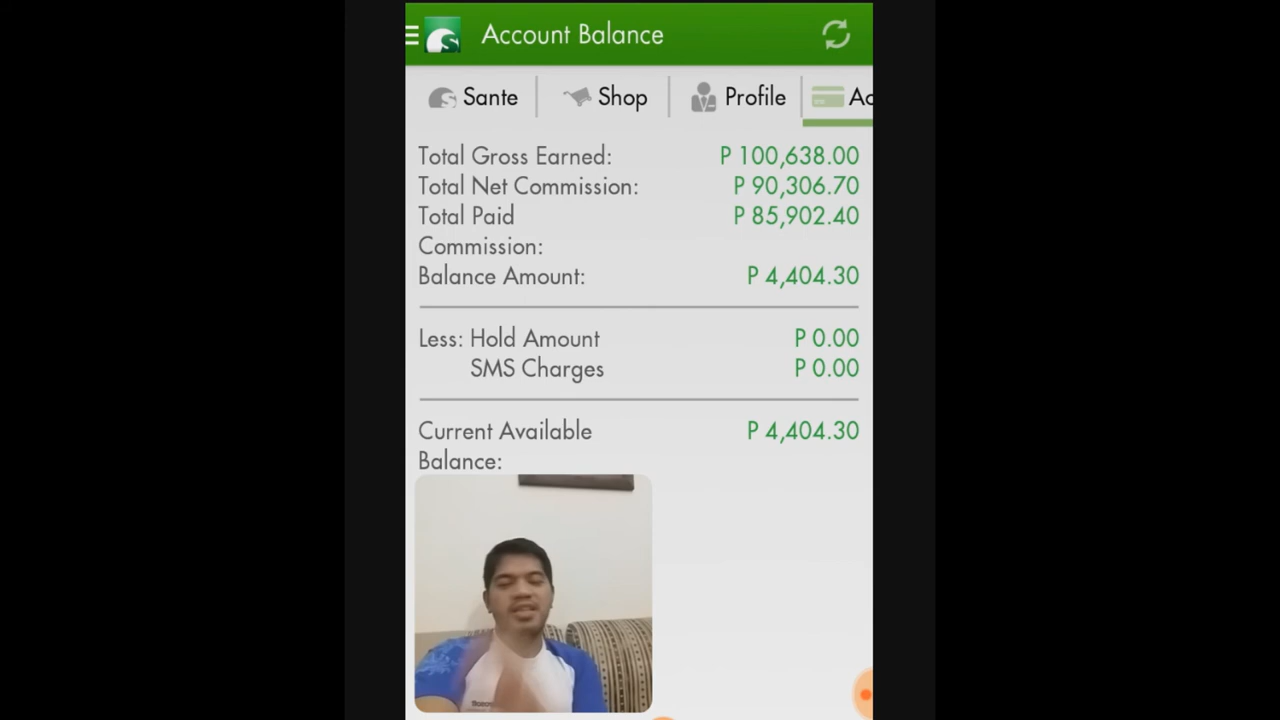 Account Balance
Sante Shop Profile Ac
Total Gross Earned: P 100,638.00
Total Net Commission: P 90,306.70
Total Paid P 85,902.40
Commission:
Balance Amount: P 4,404.30
Less: Hold Amount P 0.00
SMS Charges P 0.00
Current Available P 4,404.30
Balance: